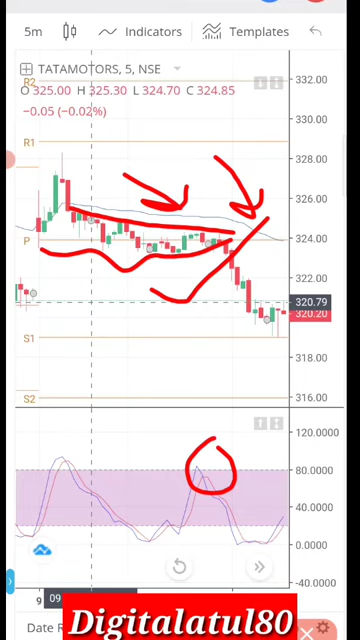 5m Indicators Templates
TATAMOTORS, 5, NSE
R2
O 325.00 H 325.30 L 324.70 C 324.85
−0.05 (−0.02%)
332.00
330.00
R1
328.00
326.00
P
324.00
322.00
320.79
320.20
S1
318.00
S2
316.00
120.0000
80.0000
40.0000
0.0000
-40.0000
9
09
Digitalatul80
Date R